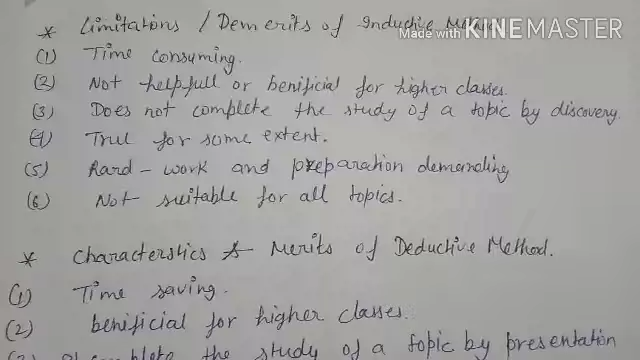 * Limitations / Demerits of Inductive Method
Made with KINEMASTER
(1) Time consuming.
(2) Not helpfull or benificial for higher classes.
(3) Does not complete the study of a topic by discovery
(4) True for some extent.
(5) Hard-work and preparation demanding
(6) Not suitable for all topics.
* Characterstics & Merits of Deductive Method.
(1) Time saving.
(2) benificial for higher classes.
complete the study of a topic by presentation